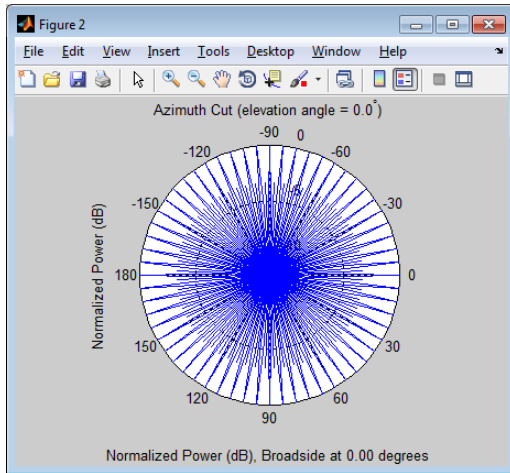 Figure 2
File Edit View Insert Tools Desktop Window Help
Azimuth Cut (elevation angle = 0.0°)
-90 0
-120 -60
-150 -30
Normalized Power (dB)
180 0
150 30
120 60
90
Normalized Power (dB), Broadside at 0.00 degrees